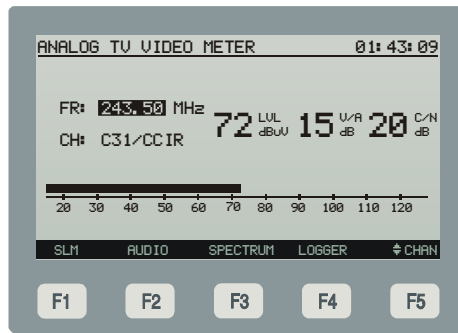 ANALOG TV VIDEO METER 01:43:09
FR: 243.50 MHz
CH: C31/CCIR
72 LVL dBuV 15 V/A dB 20 C/N dB
20 30 40 50 60 70 80 90 100 110 120
SLM AUDIO SPECTRUM LOGGER CHAN
F1 F2 F3 F4 F5